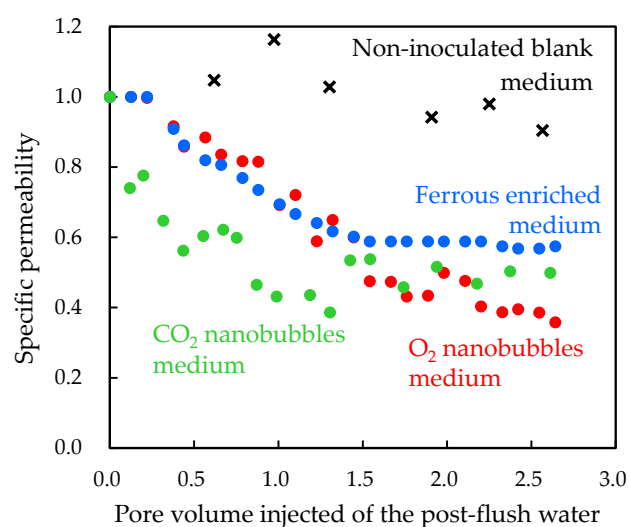 1.2
1.0
0.8
0.6
0.4
0.2
0.0
Specific permeability
Non-inoculated blank
medium
Ferrous enriched
medium
CO₂ nanobubbles
medium
O₂ nanobubbles
medium
0.0 0.5 1.0 1.5 2.0 2.5 3.0
Pore volume injected of the post-flush water